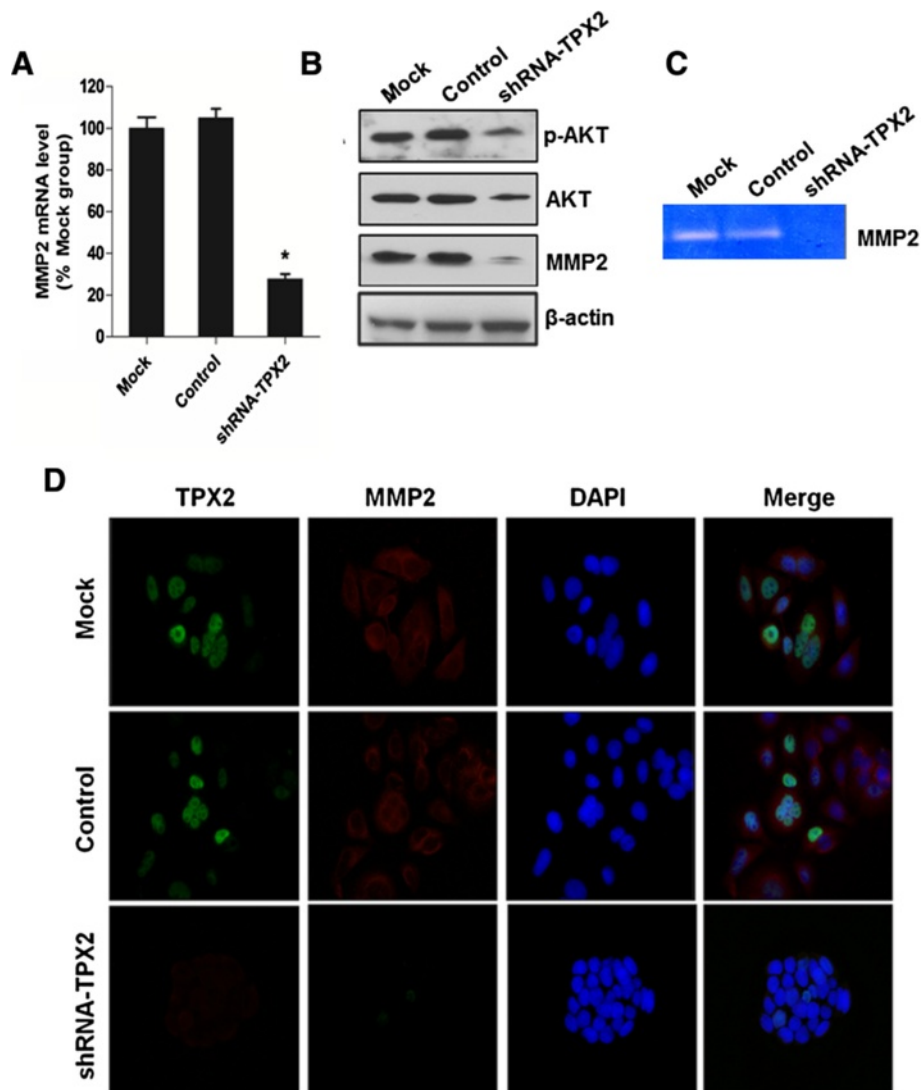 A
MMP2 mRNA level
(% Mock group)
120
100
80
60
40
20
0
*
Mock
Control
shRNA-TPX2
B
Mock
Control
shRNA-TPX2
p-AKT
AKT
MMP2
β-actin
C
Mock
Control
shRNA-TPX2
MMP2
D
TPX2
MMP2
DAPI
Merge
Mock
Control
shRNA-TPX2